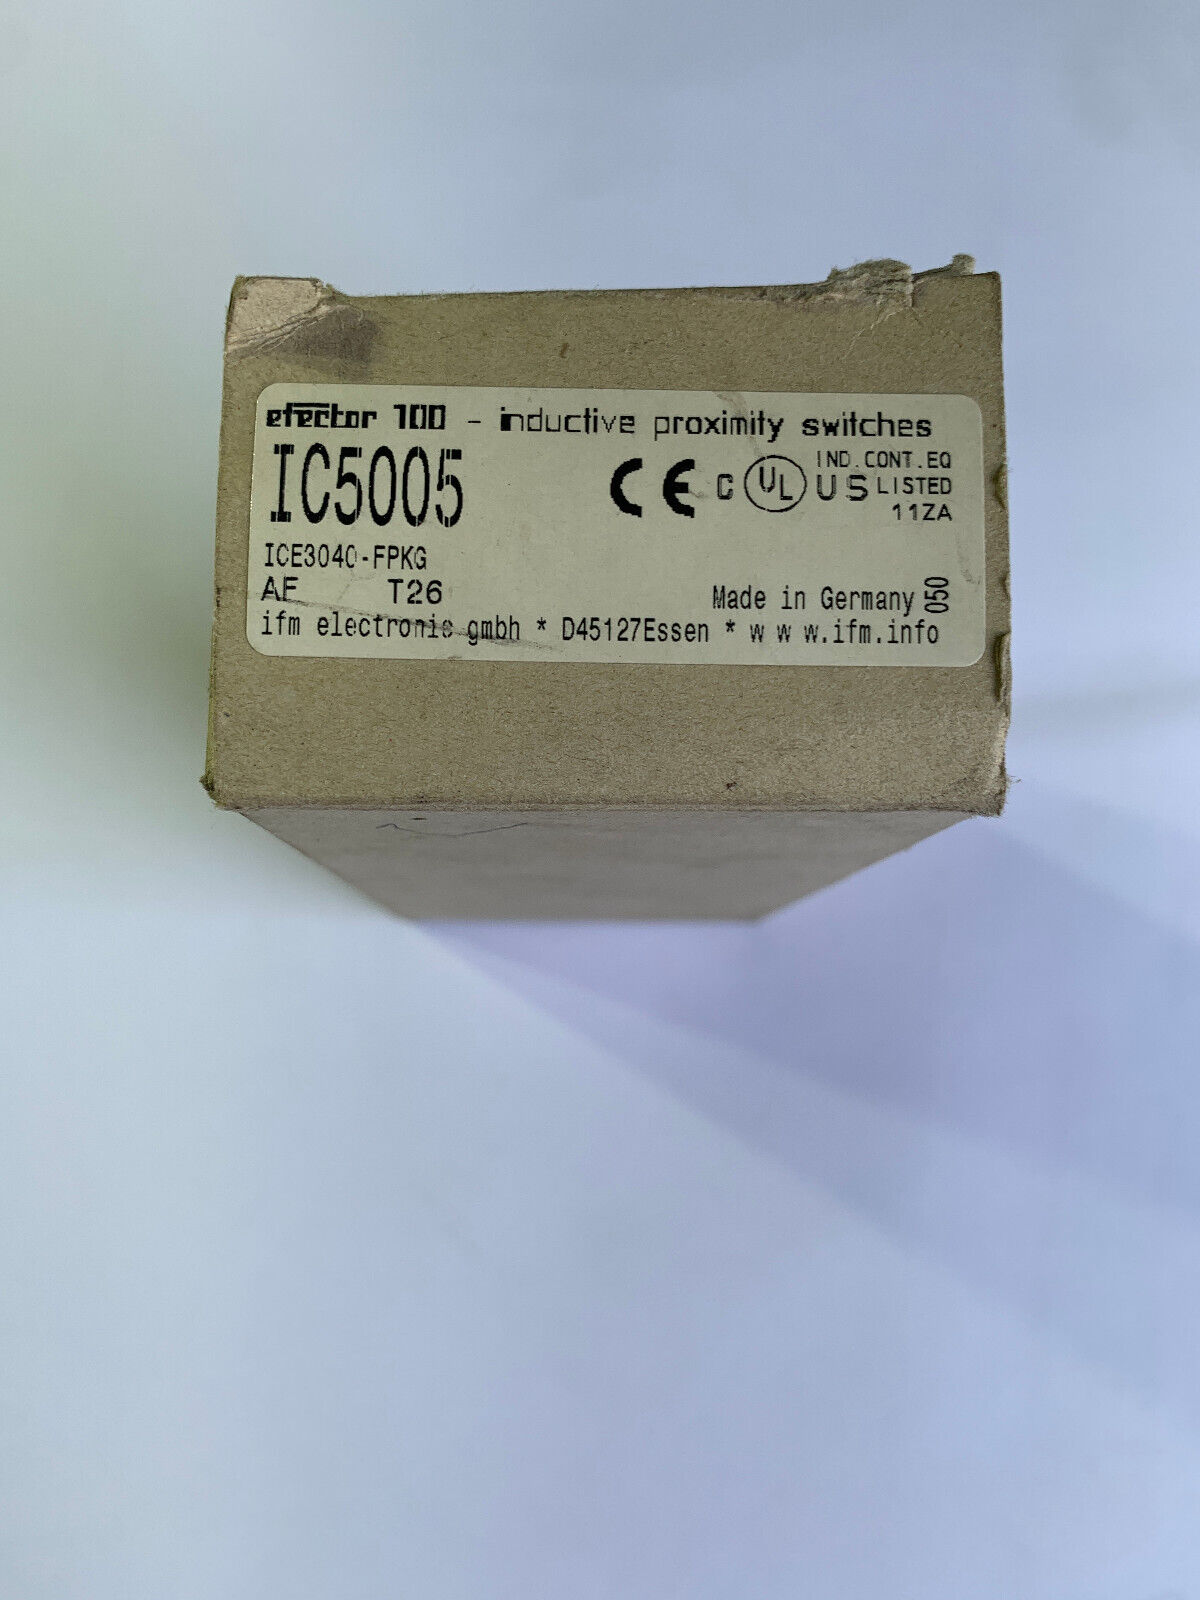 efector 100 - inductive proximity switches
IC5005
CE C UL US IND.CONT.EQ
LISTED
11ZA
ICE3040-FPKG
AF T26
Made in Germany 050
ifm electronic gmbh * D45127Essen * w w w.ifm.info